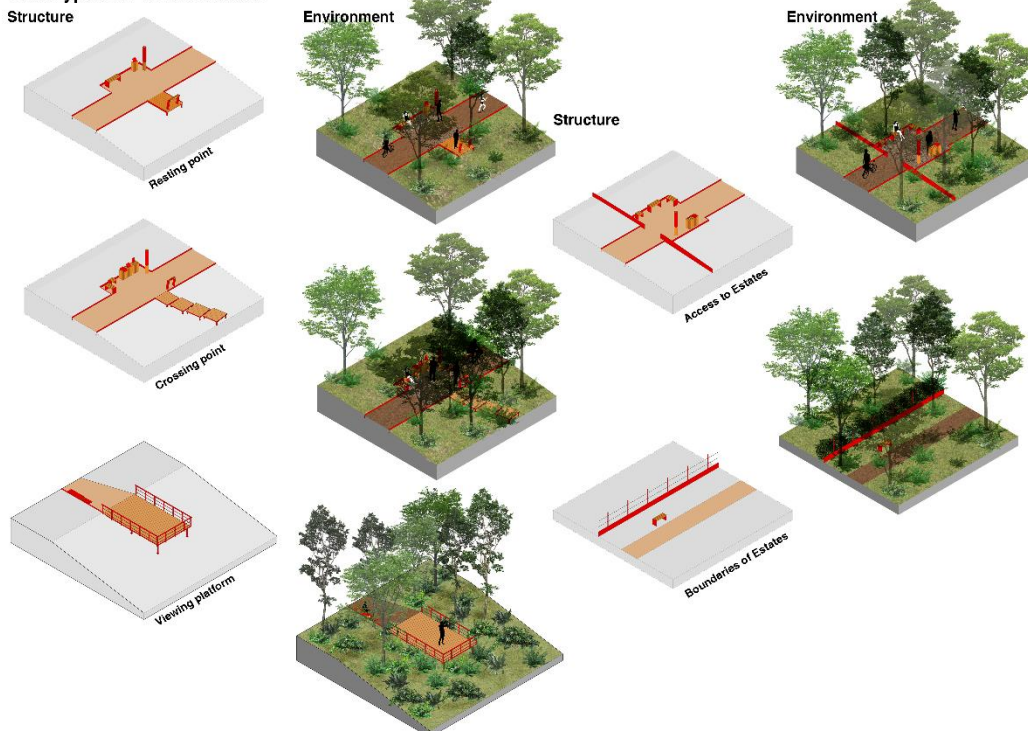 Structure
Environment
Environment
Structure
Resting point
Access to Estates
Crossing point
Bounderies of Estates
Viewing platform